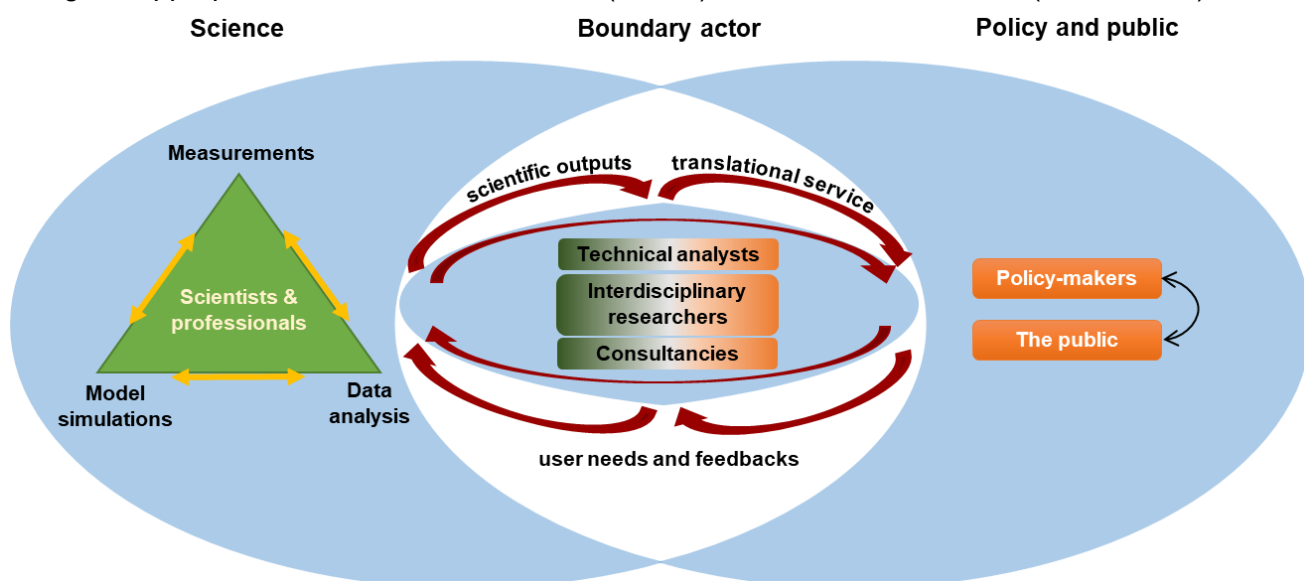 Science
Boundary actor
Policy and public
Measurements
Scientists &
professionals
Model
simulations
Data
analysis
scientific outputs
translational service
Technical analysts
Interdisciplinary
researchers
Consultancies
user needs and feedbacks
Policy-makers
The public